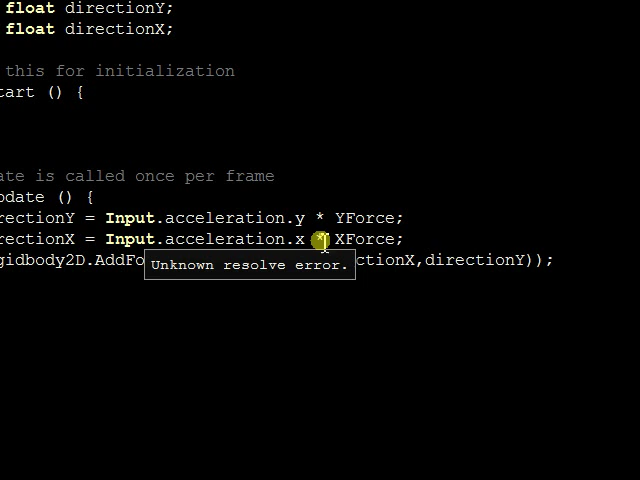 float directionY;
float directionX;
this for initialization
tart () {
ate is called once per frame
pdate () {
rectionY = Input.acceleration.y * YForce;
rectionX = Input.acceleration.x * XForce;
gidbody2D.AddFo ctionX,directionY));
Unknown resolve error.